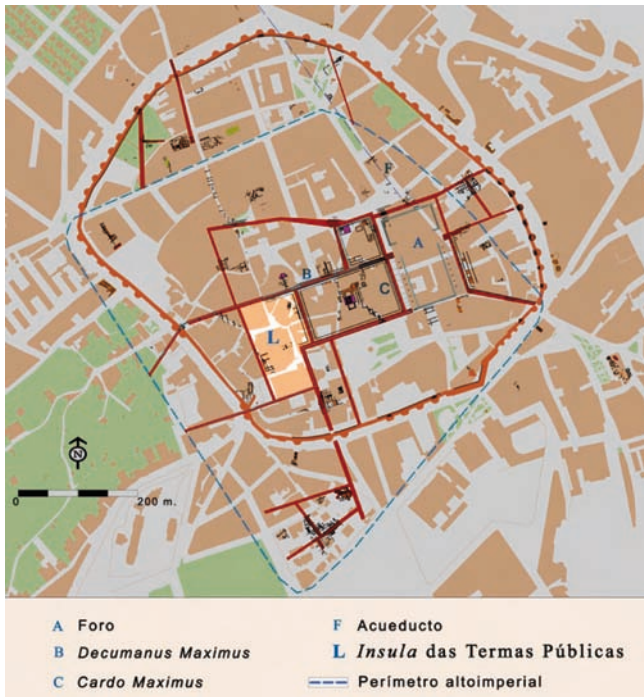 F
A
B
C
L
N
0 200 m.
A Foro
B Decumanus Maximus
C Cardo Maximus
F Acueducto
L Insula das Termas Públicas
Perímetro altoimperial